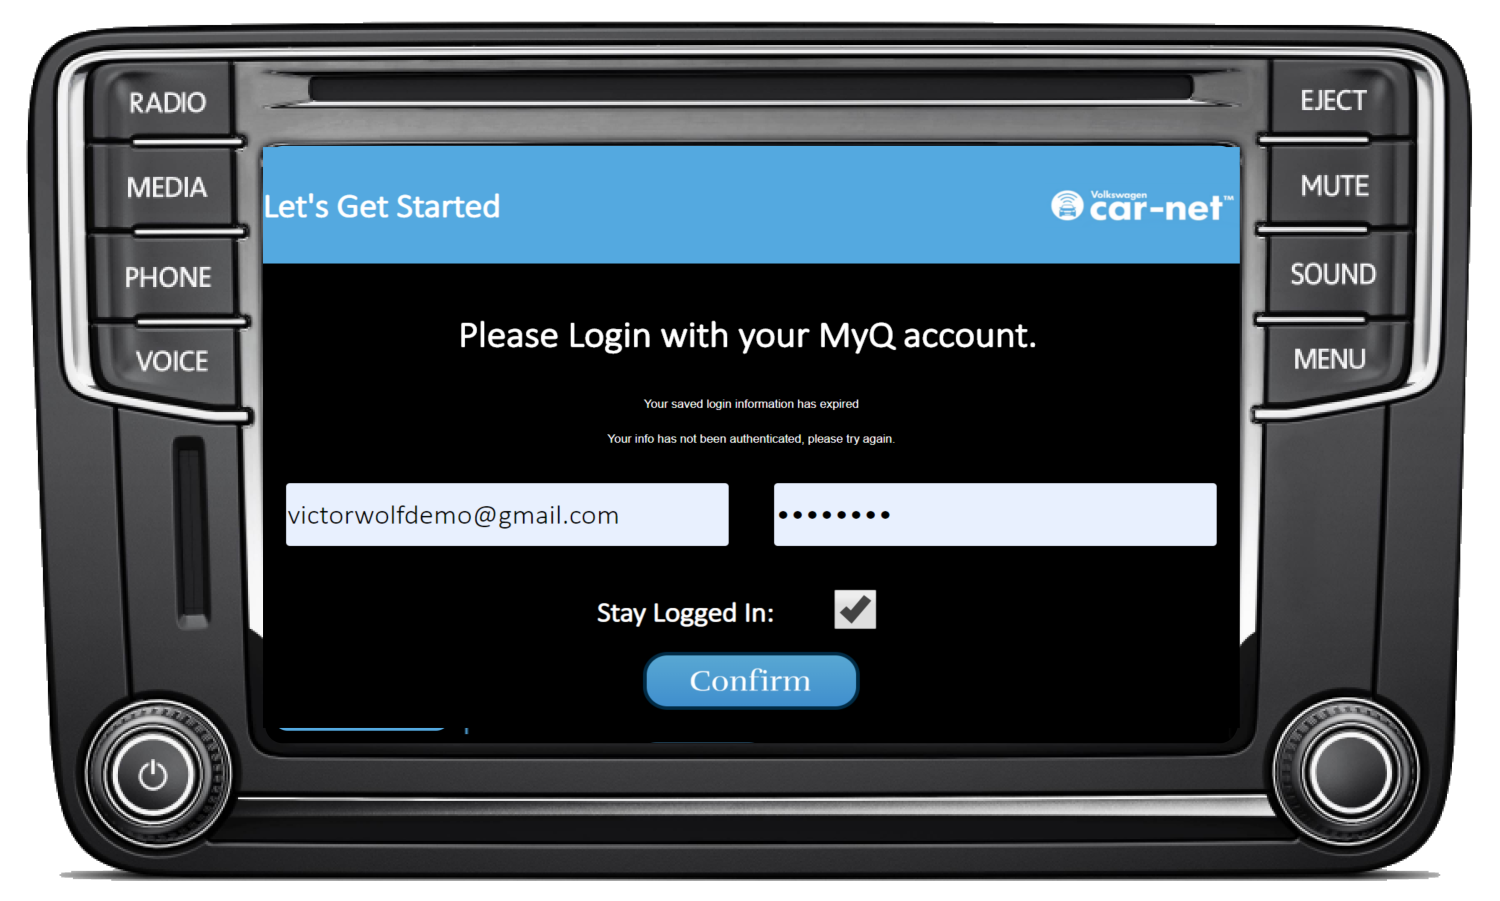 RADIO
MEDIA
PHONE
VOICE
EJECT
MUTE
SOUND
MENU
Let's Get Started
Volkswagen
car-net™
Please Login with your MyQ account.
Your saved login information has expired
Your info has not been authenticated, please try again.
victorwolfdemo@gmail.com
••••••••
Stay Logged In:
Confirm